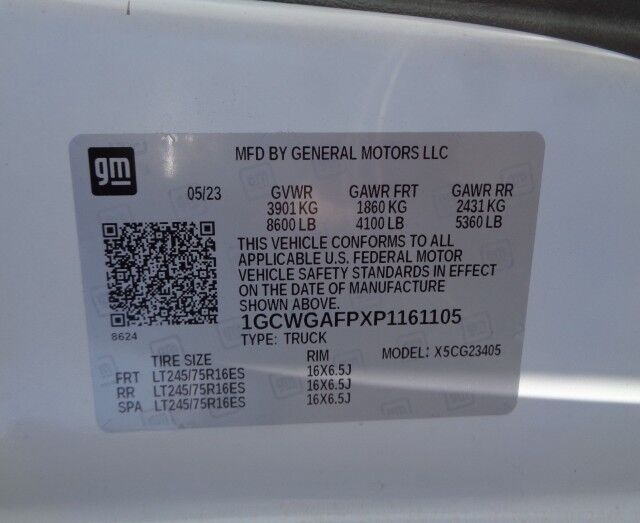 gm
MFD BY GENERAL MOTORS LLC
05/23 GVWR GAWR FRT GAWR RR
3901 KG 1860 KG 2431 KG
8600 LB 4100 LB 5360 LB
THIS VEHICLE CONFORMS TO ALL
APPLICABLE U.S. FEDERAL MOTOR
VEHICLE SAFETY STANDARDS IN EFFECT
ON THE DATE OF MANUFACTURE
SHOWN ABOVE.
1GCWGAFPXP1161105
8624
TYPE: TRUCK MODEL: X5CG23405
TIRE SIZE RIM
FRT LT245/75R16ES 16X6.5J
RR LT245/75R16ES 16X6.5J
SPA LT245/75R16ES 16X6.5J